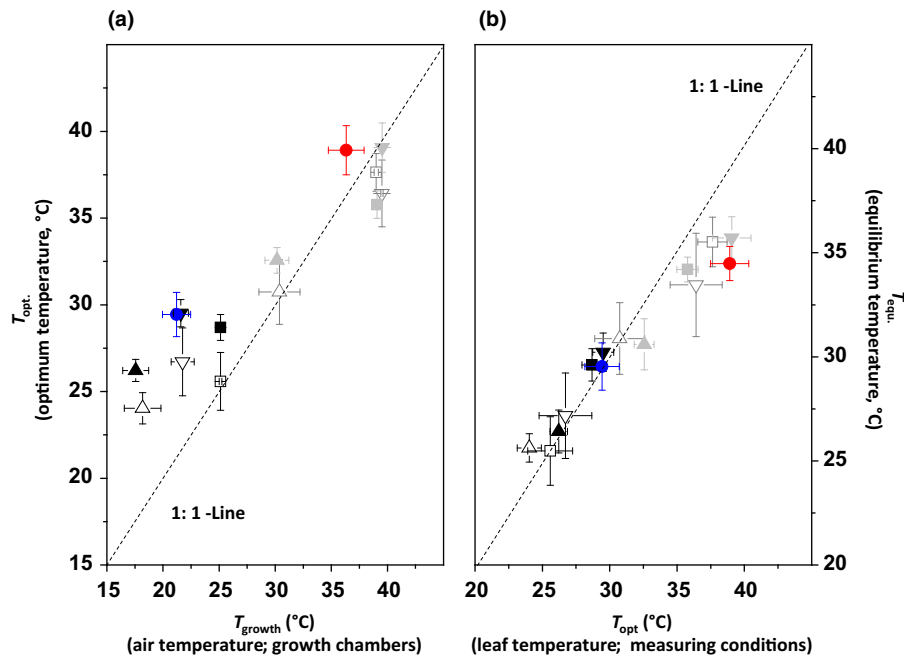 (a)
(b)
45
40
35
30
25
20
15
T opt.
(optimum temperature, °C)
1: 1 -Line
15
20
25
30
35
40
T growth (°C)
(air temperature; growth chambers)
1: 1 -Line
40
35
30
25
20
T equ.
(equilibrium temperature, °C)
20
25
30
35
40
T opt (°C)
(leaf temperature; measuring conditions)